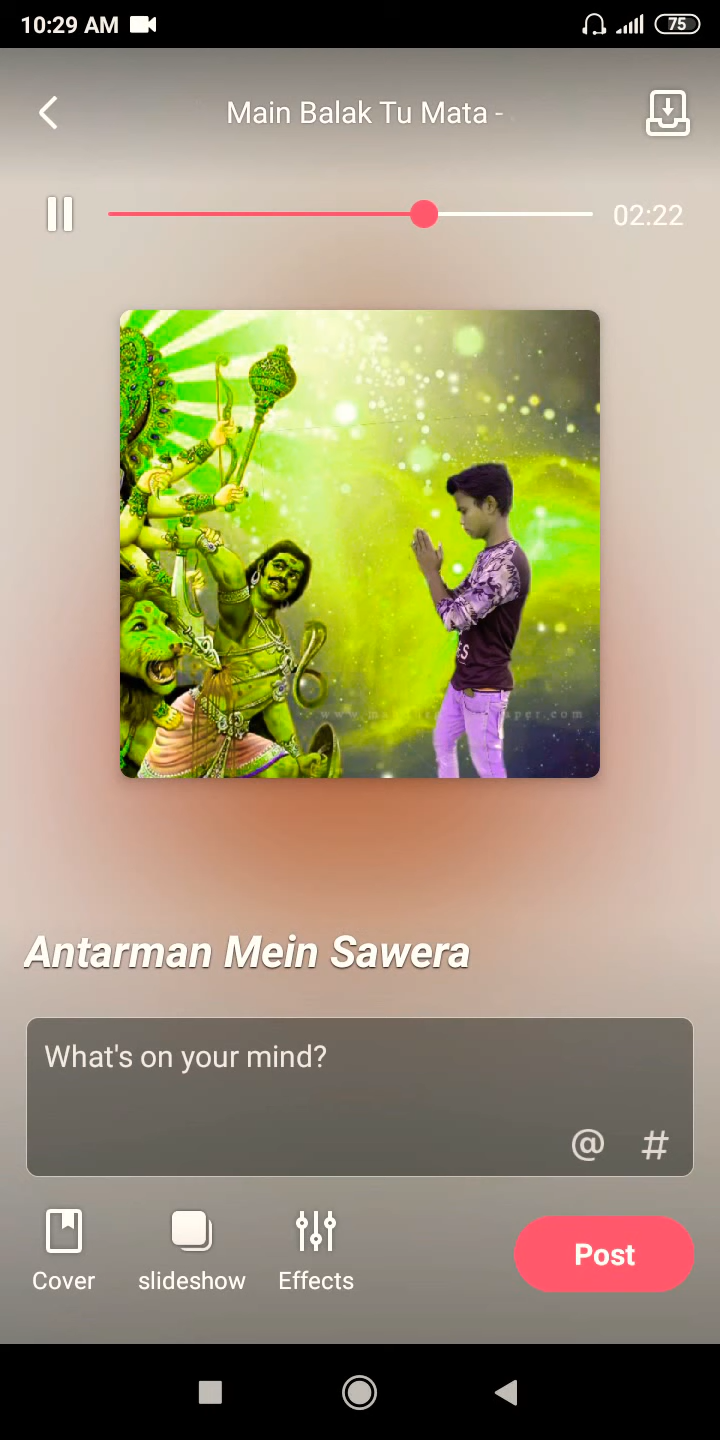 10:29 AM
75
Main Balak Tu Mata -
02:22
Antarman Mein Sawera
What's on your mind?
@ #
Cover slideshow Effects
Post